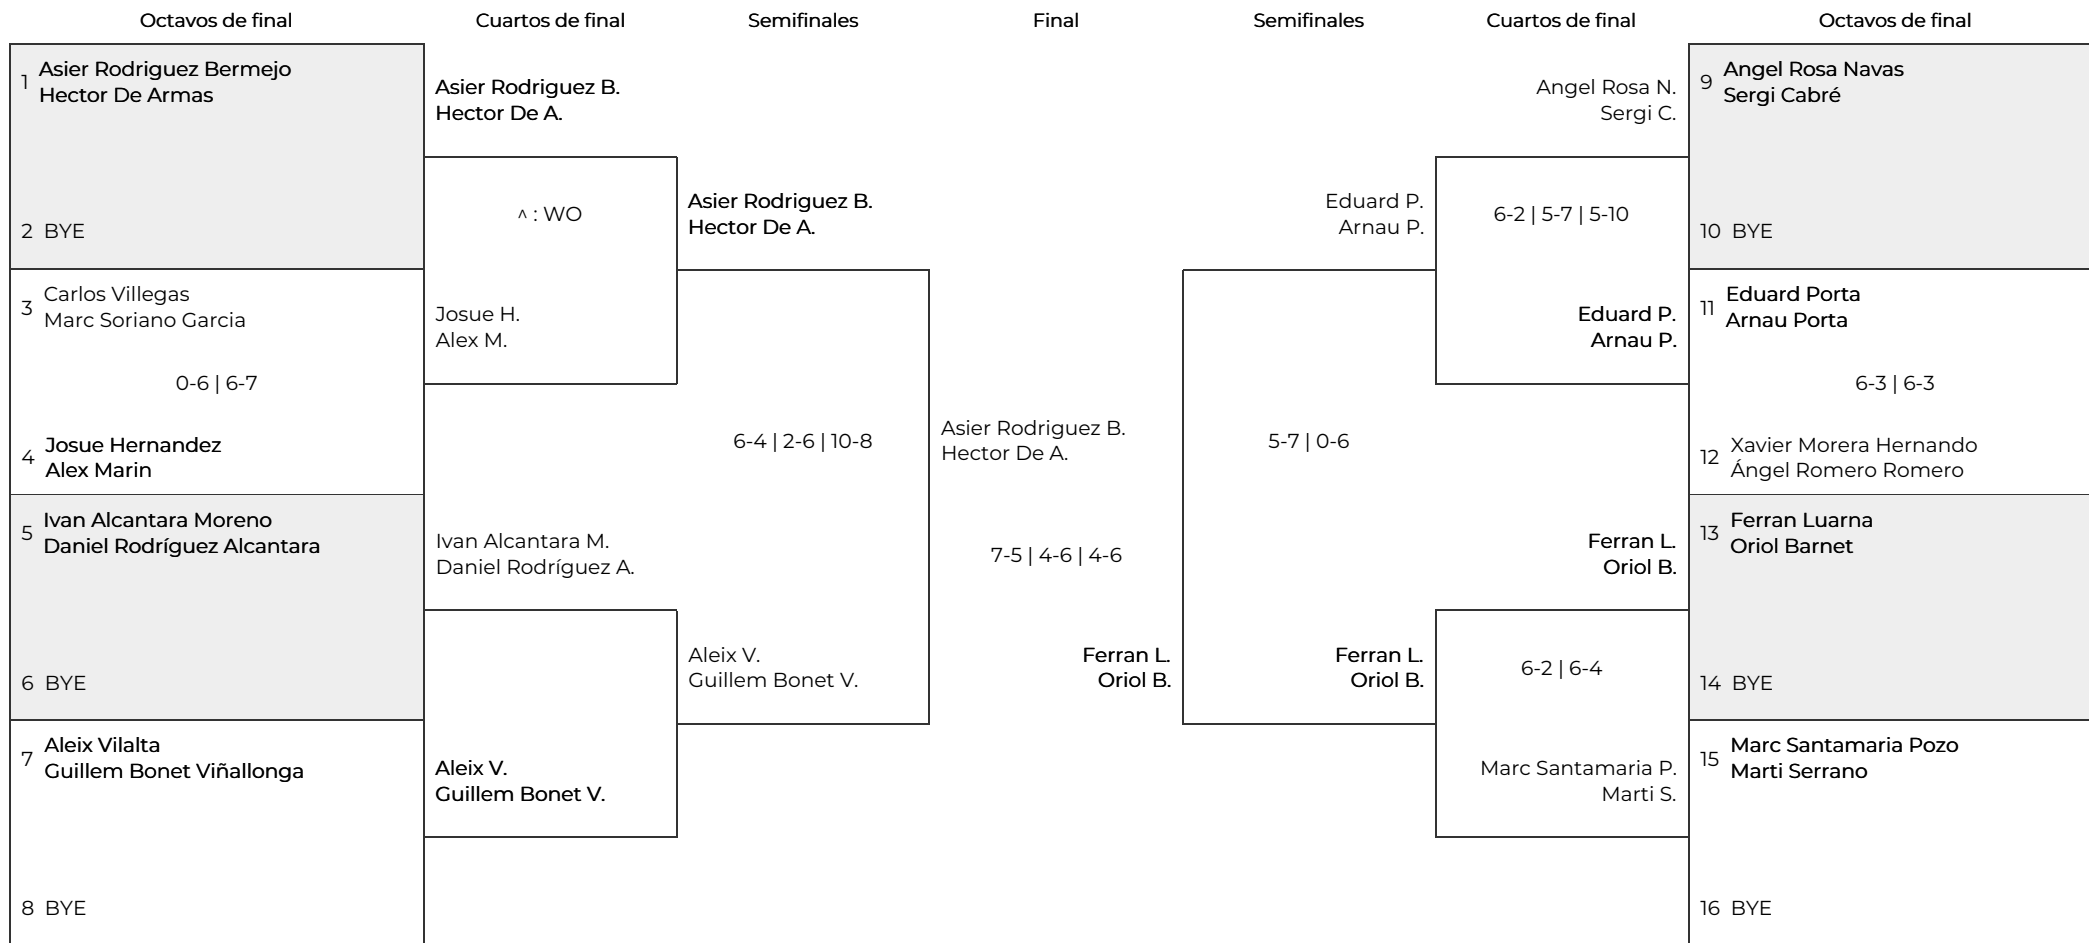 Octavos de final
Cuartos de final
Semifinales
Final
Semifinales
Cuartos de final
Octavos de final
1
Asier Rodriguez Bermejo
Hector De Armas
2 BYE
3
Carlos Villegas
Marc Soriano Garcia
0-6 | 6-7
4
Josue Hernandez
Alex Marin
5
Ivan Alcantara Moreno
Daniel Rodríguez Alcantara
6 BYE
7
Aleix Vilalta
Guillem Bonet Viñallonga
8 BYE
Asier Rodriguez B.
Hector De A.
^ : WO
Josue H.
Alex M.
Ivan Alcantara M.
Daniel Rodríguez A.
Aleix V.
Guillem Bonet V.
Asier Rodriguez B.
Hector De A.
6-4 | 2-6 | 10-8
Aleix V.
Guillem Bonet V.
Asier Rodriguez B.
Hector De A.
7-5 | 4-6 | 4-6
Ferran L.
Oriol B.
Eduard P.
Arnau P.
5-7 | 0-6
Ferran L.
Oriol B.
Angel Rosa N.
Sergi C.
6-2 | 5-7 | 5-10
Eduard P.
Arnau P.
Ferran L.
Oriol B.
6-2 | 6-4
Marc Santamaria P.
Marti S.
9
Angel Rosa Navas
Sergi Cabré
10 BYE
11
Eduard Porta
Arnau Porta
6-3 | 6-3
12
Xavier Morera Hernando
Ángel Romero Romero
13
Ferran Luarna
Oriol Barnet
14 BYE
15
Marc Santamaria Pozo
Marti Serrano
16 BYE